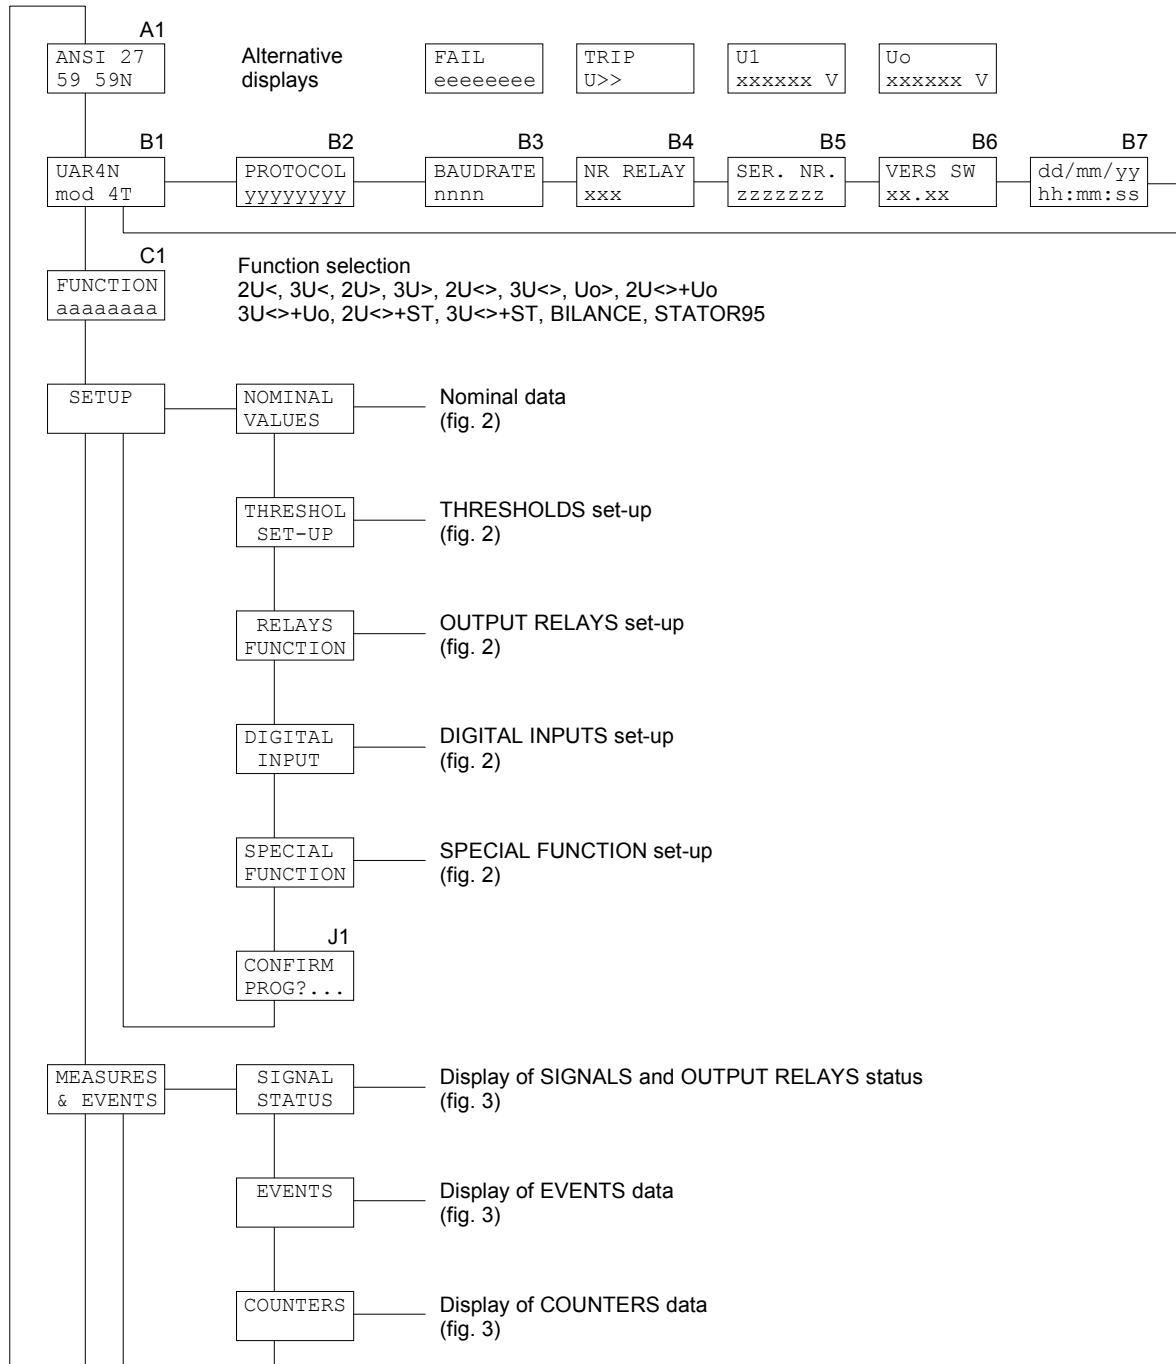 A1
ANSI 27
59 59N
Alternative
displays
FAIL
eeeeeeee
TRIP
U>>
U1
xxxxxx V
Uo
xxxxxx V
B1
UAR4N
mod 4T
B2
PROTOCOL
yyyyyyyy
B3
BAUDRATE
nnnn
B4
NR RELAY
xxx
B5
SER. NR.
zzzzzzz
B6
VERS SW
xx.xx
B7
dd/mm/yy
hh:mm:ss
C1
FUNCTION
aaaaaaaa
Function selection
2U<, 3U<, 2U>, 3U>, 2U<>, 3U<>, Uo>, 2U<>+Uo
3U<>+Uo, 2U<>+ST, 3U<>+ST, BILANCE, STATOR95
SETUP
NOMINAL
VALUES
Nominal data
(fig. 2)
THRESHOL
SET-UP
THRESHOLDS set-up
(fig. 2)
RELAYS
FUNCTION
OUTPUT RELAYS set-up
(fig. 2)
DIGITAL
INPUT
DIGITAL INPUTS set-up
(fig. 2)
SPECIAL
FUNCTION
SPECIAL FUNCTION set-up
(fig. 2)
J1
CONFIRM
PROG?...
MEASURES
& EVENTS
SIGNAL
STATUS
Display of SIGNALS and OUTPUT RELAYS status
(fig. 3)
EVENTS
Display of EVENTS data
(fig. 3)
COUNTERS
Display of COUNTERS data
(fig. 3)